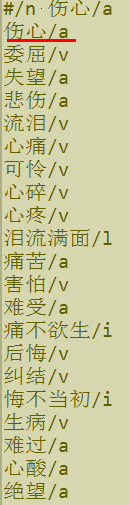 #/n 伤心/a
伤心/a
委屈/v
失望/a
悲伤/a
流泪/v
心痛/v
可怜/v
心碎/v
心疼/v
泪流满面/l
痛苦/a
害怕/v
难受/a
痛不欲生/i
后悔/v
纠结/v
悔不当初/i
生病/v
难过/a
心酸/a
绝望/a